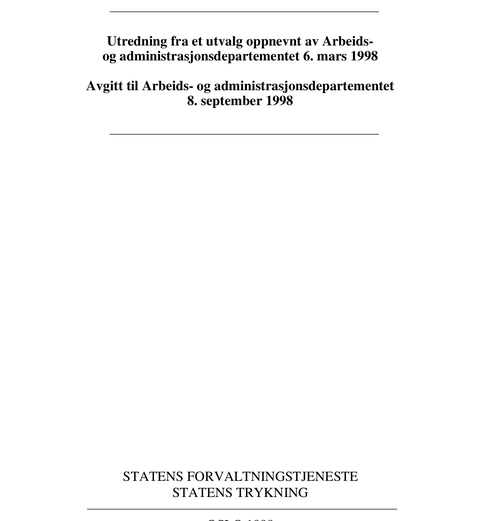 Utredning fra et utvalg oppnevnt av Arbeids-
og administrasjonsdepartementet 6. mars 1998
Avgitt til Arbeids- og administrasjonsdepartementet
8. september 1998
STATENS FORVALTNINGSTJENESTE
STATENS TRYKNING